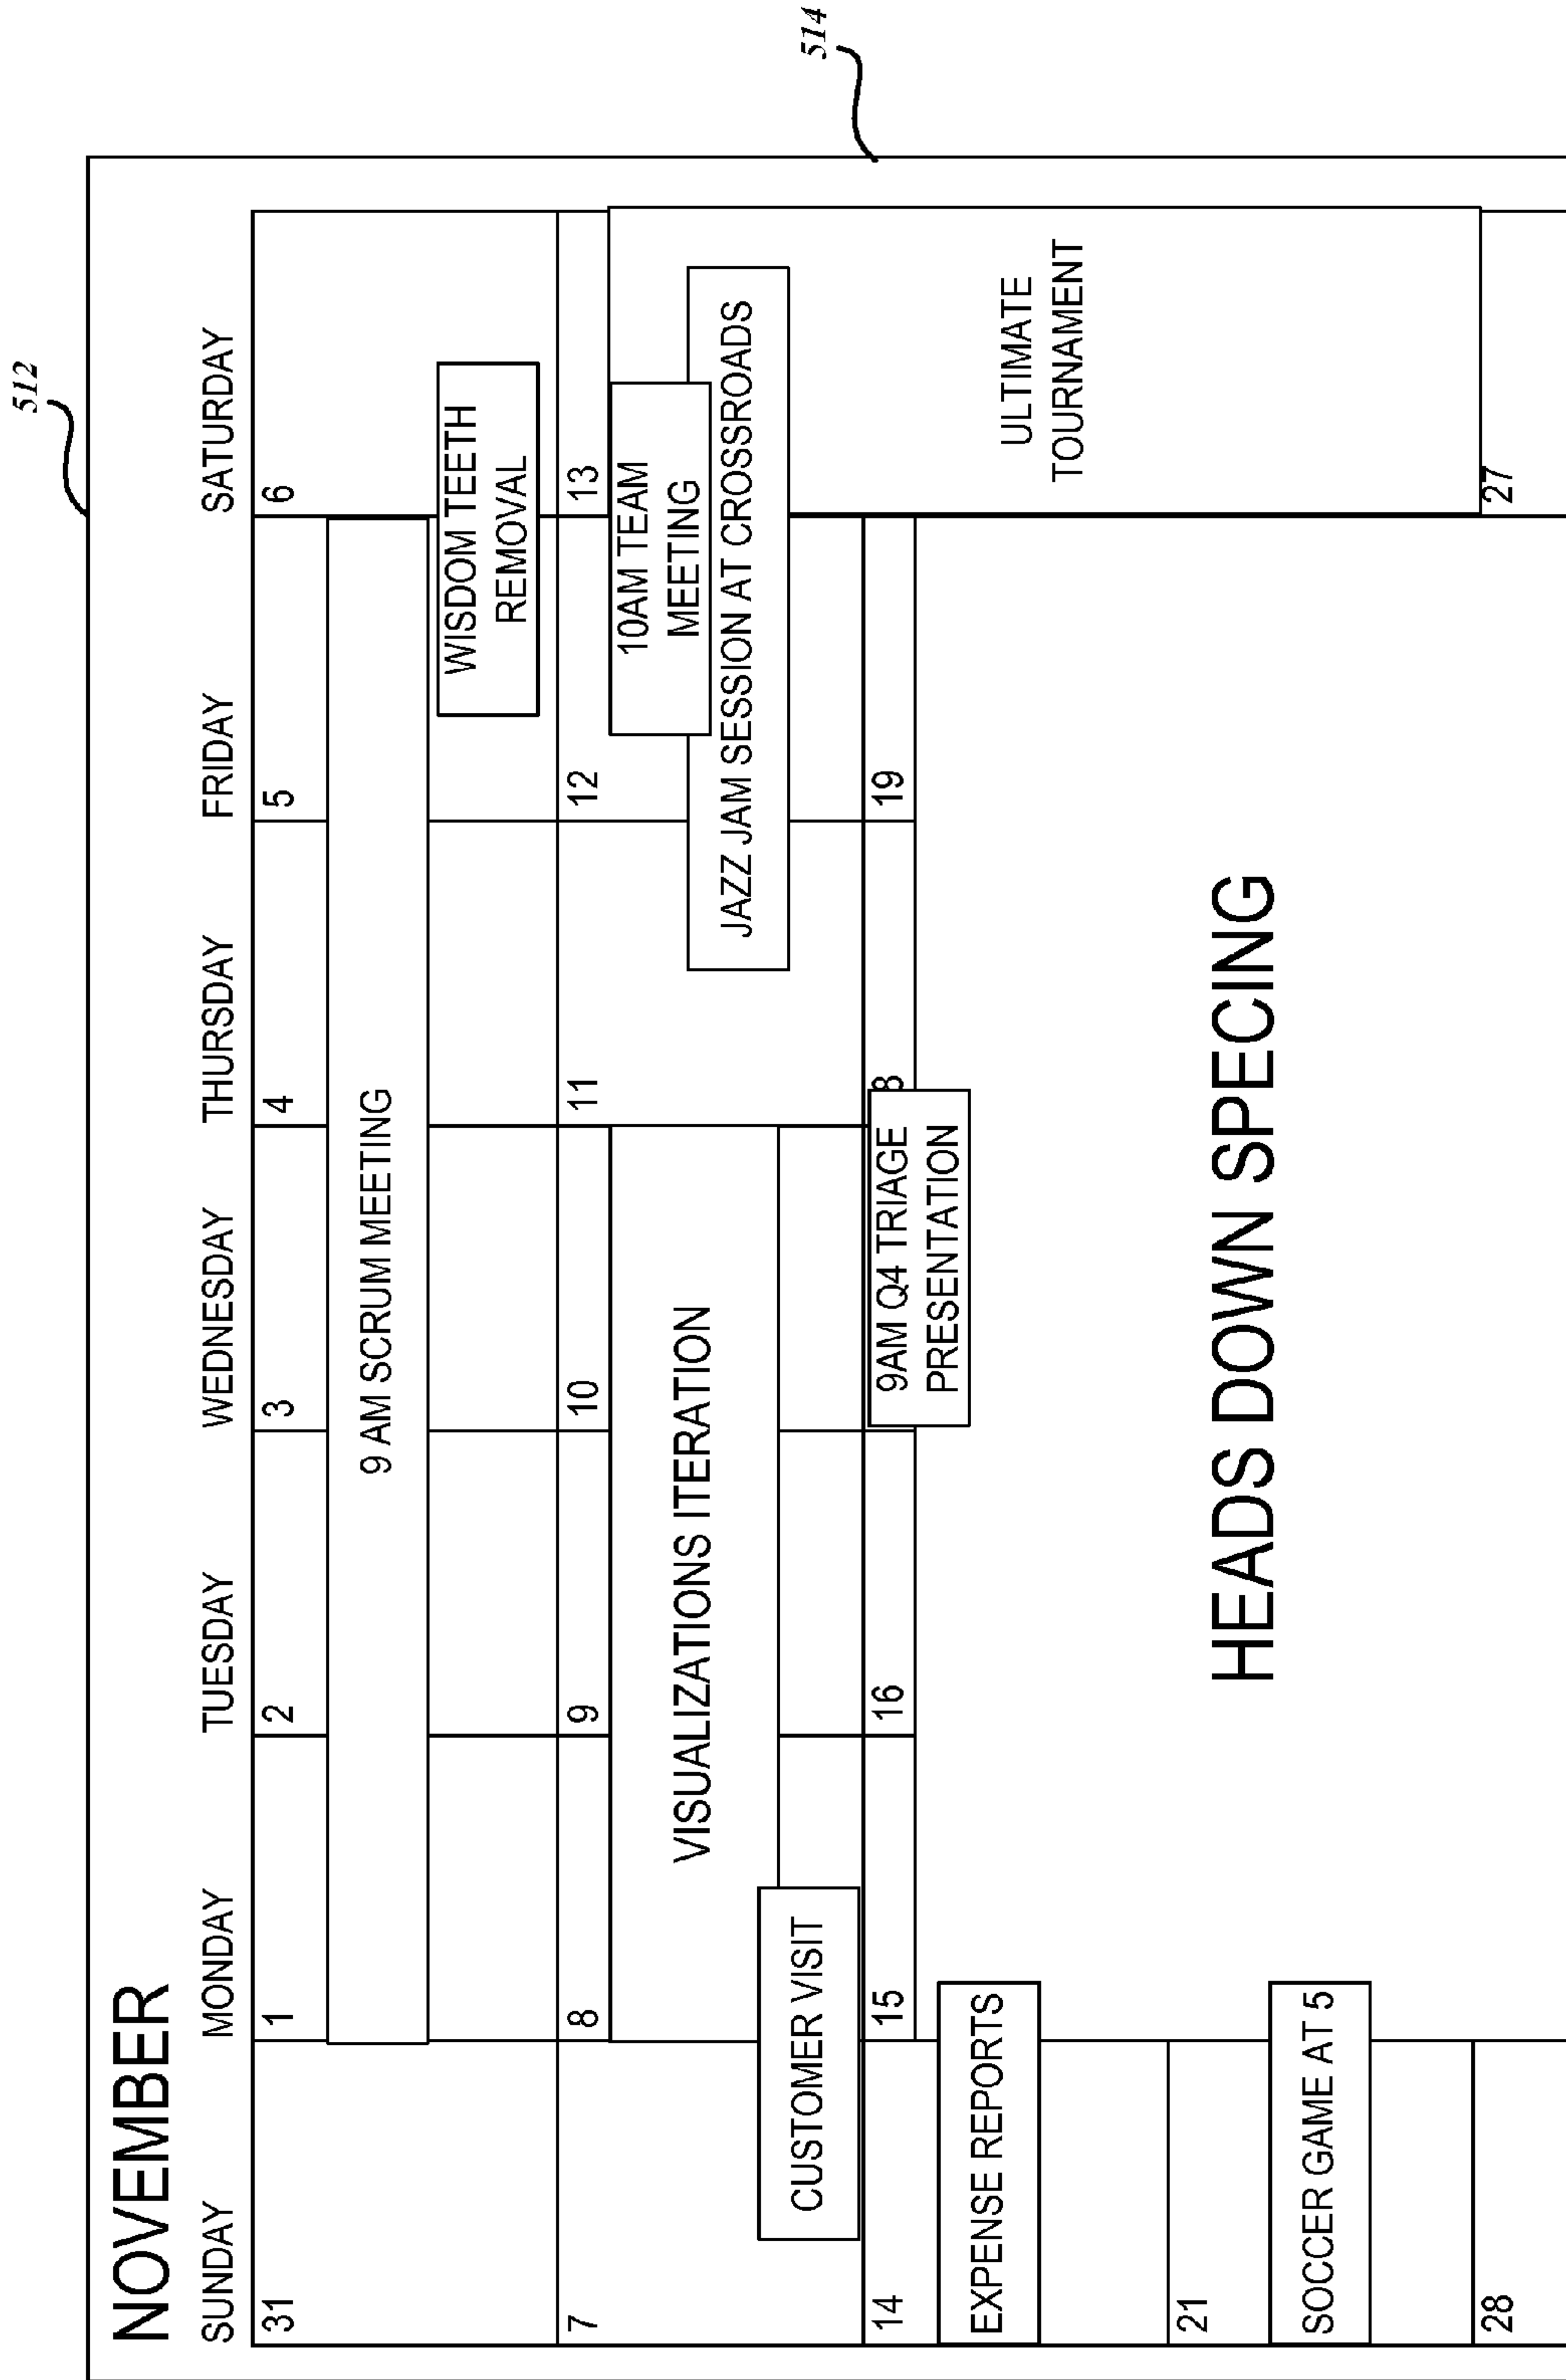 512
514
NOVEMBER
SUNDAY MONDAY TUESDAY WEDNESDAY THURSDAY FRIDAY SATURDAY
31 1 2 3 4 5 6
9 AM SCRUM MEETING
WISDOM TEETH
REMOVAL
7 8 9 10 11 12 13
VISUALIZATIONS ITERATION
10AM TEAM
MEETING
JAZZ JAM SESSION AT CROSSROADS
CUSTOMER VISIT
14 15 16 8 19
9AM Q4 TRIAGE
PRESENTATION
EXPENSE REPORTS
ULTIMATE
TOURNAMENT
21
HEADS DOWN SPECING
SOCCER GAME AT 5
28 27